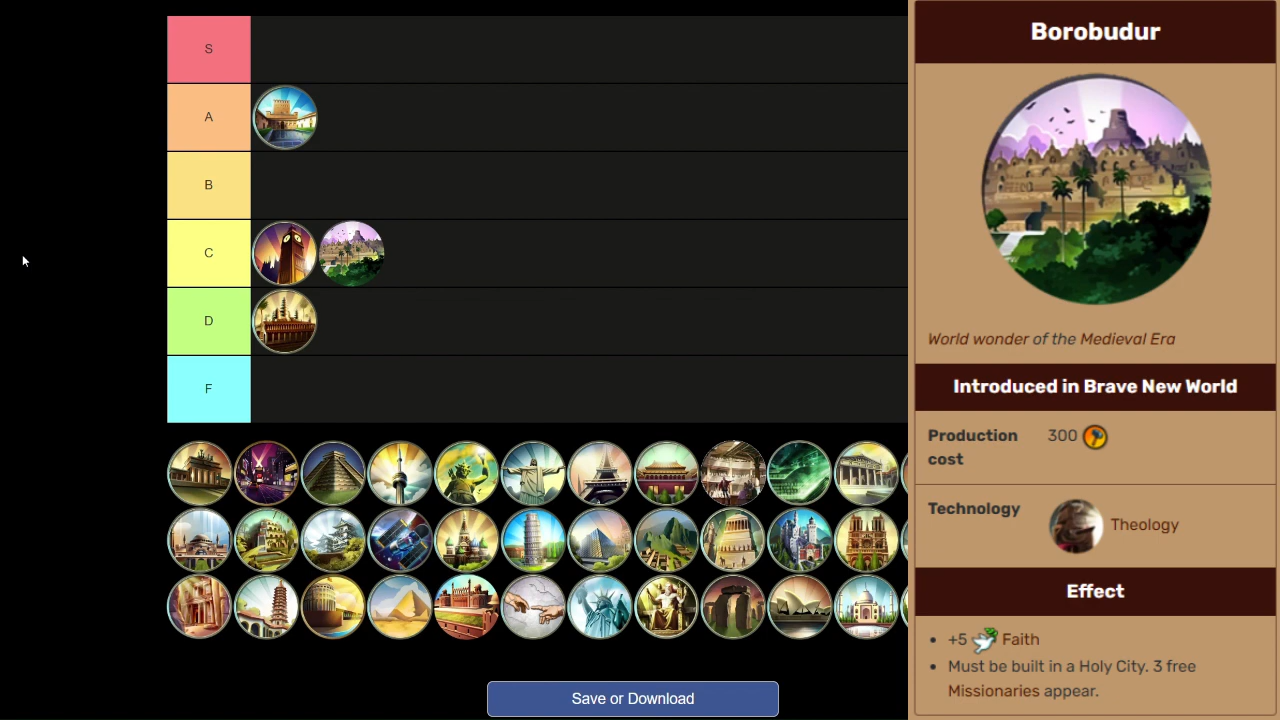 S
A
B
C
D
F
Save or Download
Borobudur
World wonder of the Medieval Era
Introduced in Brave New World
Production cost
300
Technology
Theology
Effect
+5 Faith
Must be built in a Holy City. 3 free
Missionaries appear.